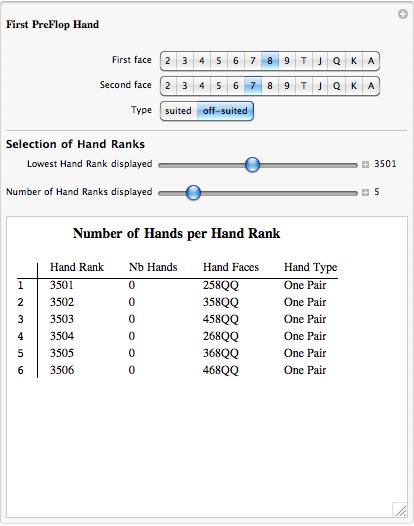 First PreFlop Hand
First face 2 3 4 5 6 7 8 9 T J Q K A
Second face 2 3 4 5 6 7 8 9 T J Q K A
Type suited off-suited
Selection of Hand Ranks
Lowest Hand Rank displayed 3501
Number of Hand Ranks displayed 5
Number of Hands per Hand Rank
Hand Rank Nb Hands Hand Faces Hand Type
1 3501 0 258QQ One Pair
2 3502 0 358QQ One Pair
3 3503 0 458QQ One Pair
4 3504 0 268QQ One Pair
5 3505 0 368QQ One Pair
6 3506 0 468QQ One Pair